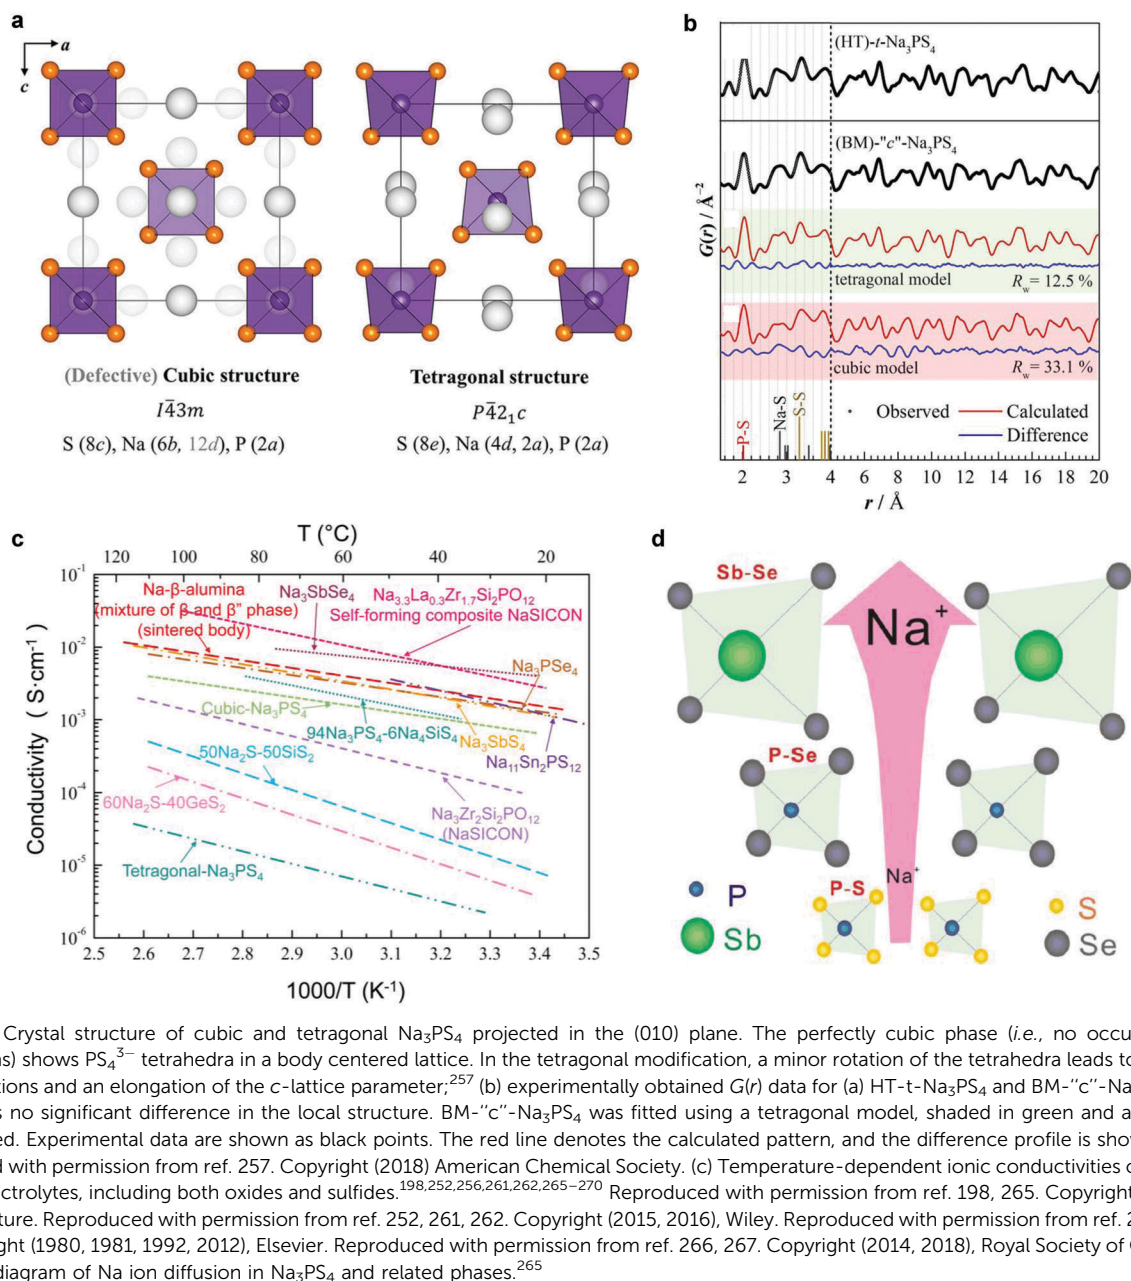 a
a
c
(Defective) Cubic structure
I4̄3m
S (8c), Na (6b, 12d), P (2a)
Tetragonal structure
P4̄2₁c
S (8e), Na (4d, 2a), P (2a)
b
(HT)-t-Na₃PS₄
(BM)-"c"-Na₃PS₄
G(r) / Å⁻²
tetragonal model R_w = 12.5 %
cubic model R_w = 33.1 %
P-S
Na-S
S-S
Observed
Calculated
Difference
2 3 4 6 8 10 12 14 16 18 20
r / Å
c
T (°C)
120 100 80 60 40 20
10⁻¹
10⁻²
10⁻³
10⁻⁴
10⁻⁵
10⁻⁶
Conductivity ( S·cm⁻¹)
Na-β-alumina
(mixture of β and β” phase)
(sintered body)
Na₃SbSe₄
Na₃.₃La₀.₃Zr₁.₇Si₂PO₁₂
Self-forming composite NaSICON
Na₃PSe₄
Cubic-Na₃PS₄
94Na₃PS₄-6Na₄SiS₄
Na₃SbS₄
Na₁₁Sn₂PS₁₂
50Na₂S-50SiS₂
60Na₂S-40GeS₂
Na₃Zr₂Si₂PO₁₂
(NaSICON)
Tetragonal-Na₃PS₄
2.5 2.6 2.7 2.8 2.9 3.0 3.1 3.2 3.3 3.4 3.5
1000/T (K⁻¹)
d
Sb-Se
Na⁺
P-Se
Na⁺
P-S
P
Sb
S
Se
Crystal structure of cubic and tetragonal Na₃PS₄ projected in the (010) plane. The perfectly cubic phase (i.e., no occu
s) shows PS₄³⁻ tetrahedra in a body centered lattice. In the tetragonal modification, a minor rotation of the tetrahedra leads to
tions and an elongation of the c-lattice parameter;²⁵⁷ (b) experimentally obtained G(r) data for (a) HT-t-Na₃PS₄ and BM-“c”-Na
s no significant difference in the local structure. BM-“c”-Na₃PS₄ was fitted using a tetragonal model, shaded in green and a
ed. Experimental data are shown as black points. The red line denotes the calculated pattern, and the difference profile is show
d with permission from ref. 257. Copyright (2018) American Chemical Society. (c) Temperature-dependent ionic conductivities o
ectrolytes, including both oxides and sulfides.¹⁹⁸,²⁵²,²⁵⁶,²⁶¹,²⁶²,²⁶⁵⁻²⁷⁰ Reproduced with permission from ref. 198, 265. Copyright
ture. Reproduced with permission from ref. 252, 261, 262. Copyright (2015, 2016), Wiley. Reproduced with permission from ref. 2
ght (1980, 1981, 1992, 2012), Elsevier. Reproduced with permission from ref. 266, 267. Copyright (2014, 2018), Royal Society of
diagram of Na ion diffusion in Na₃PS₄ and related phases.²⁶⁵